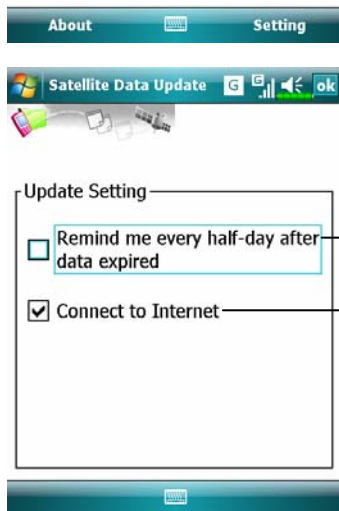 About Setting
Satellite Data Update G G ok
Update Setting
Remind me every half-day after
data expired
Connect to Internet